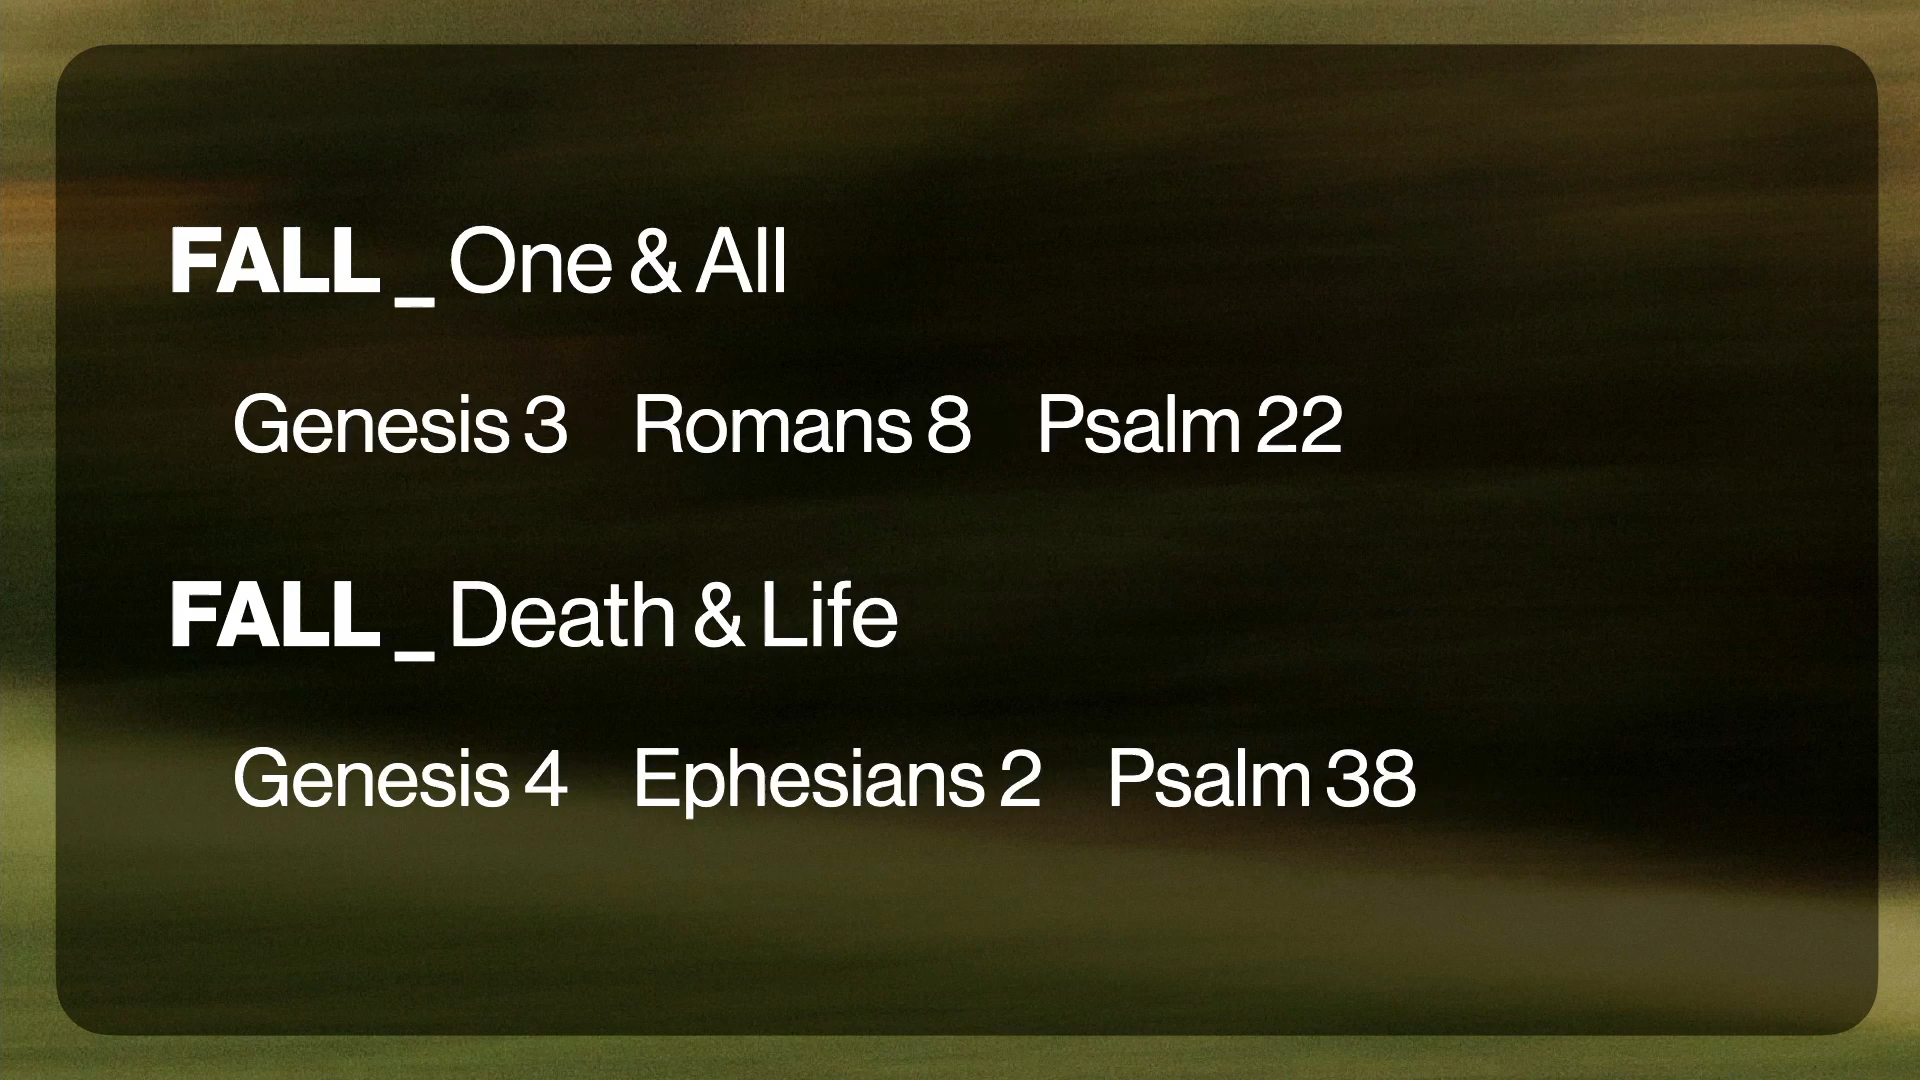 FALL _ One & All
Genesis 3 Romans 8 Psalm 22
FALL _ Death & Life
Genesis 4 Ephesians 2 Psalm 38